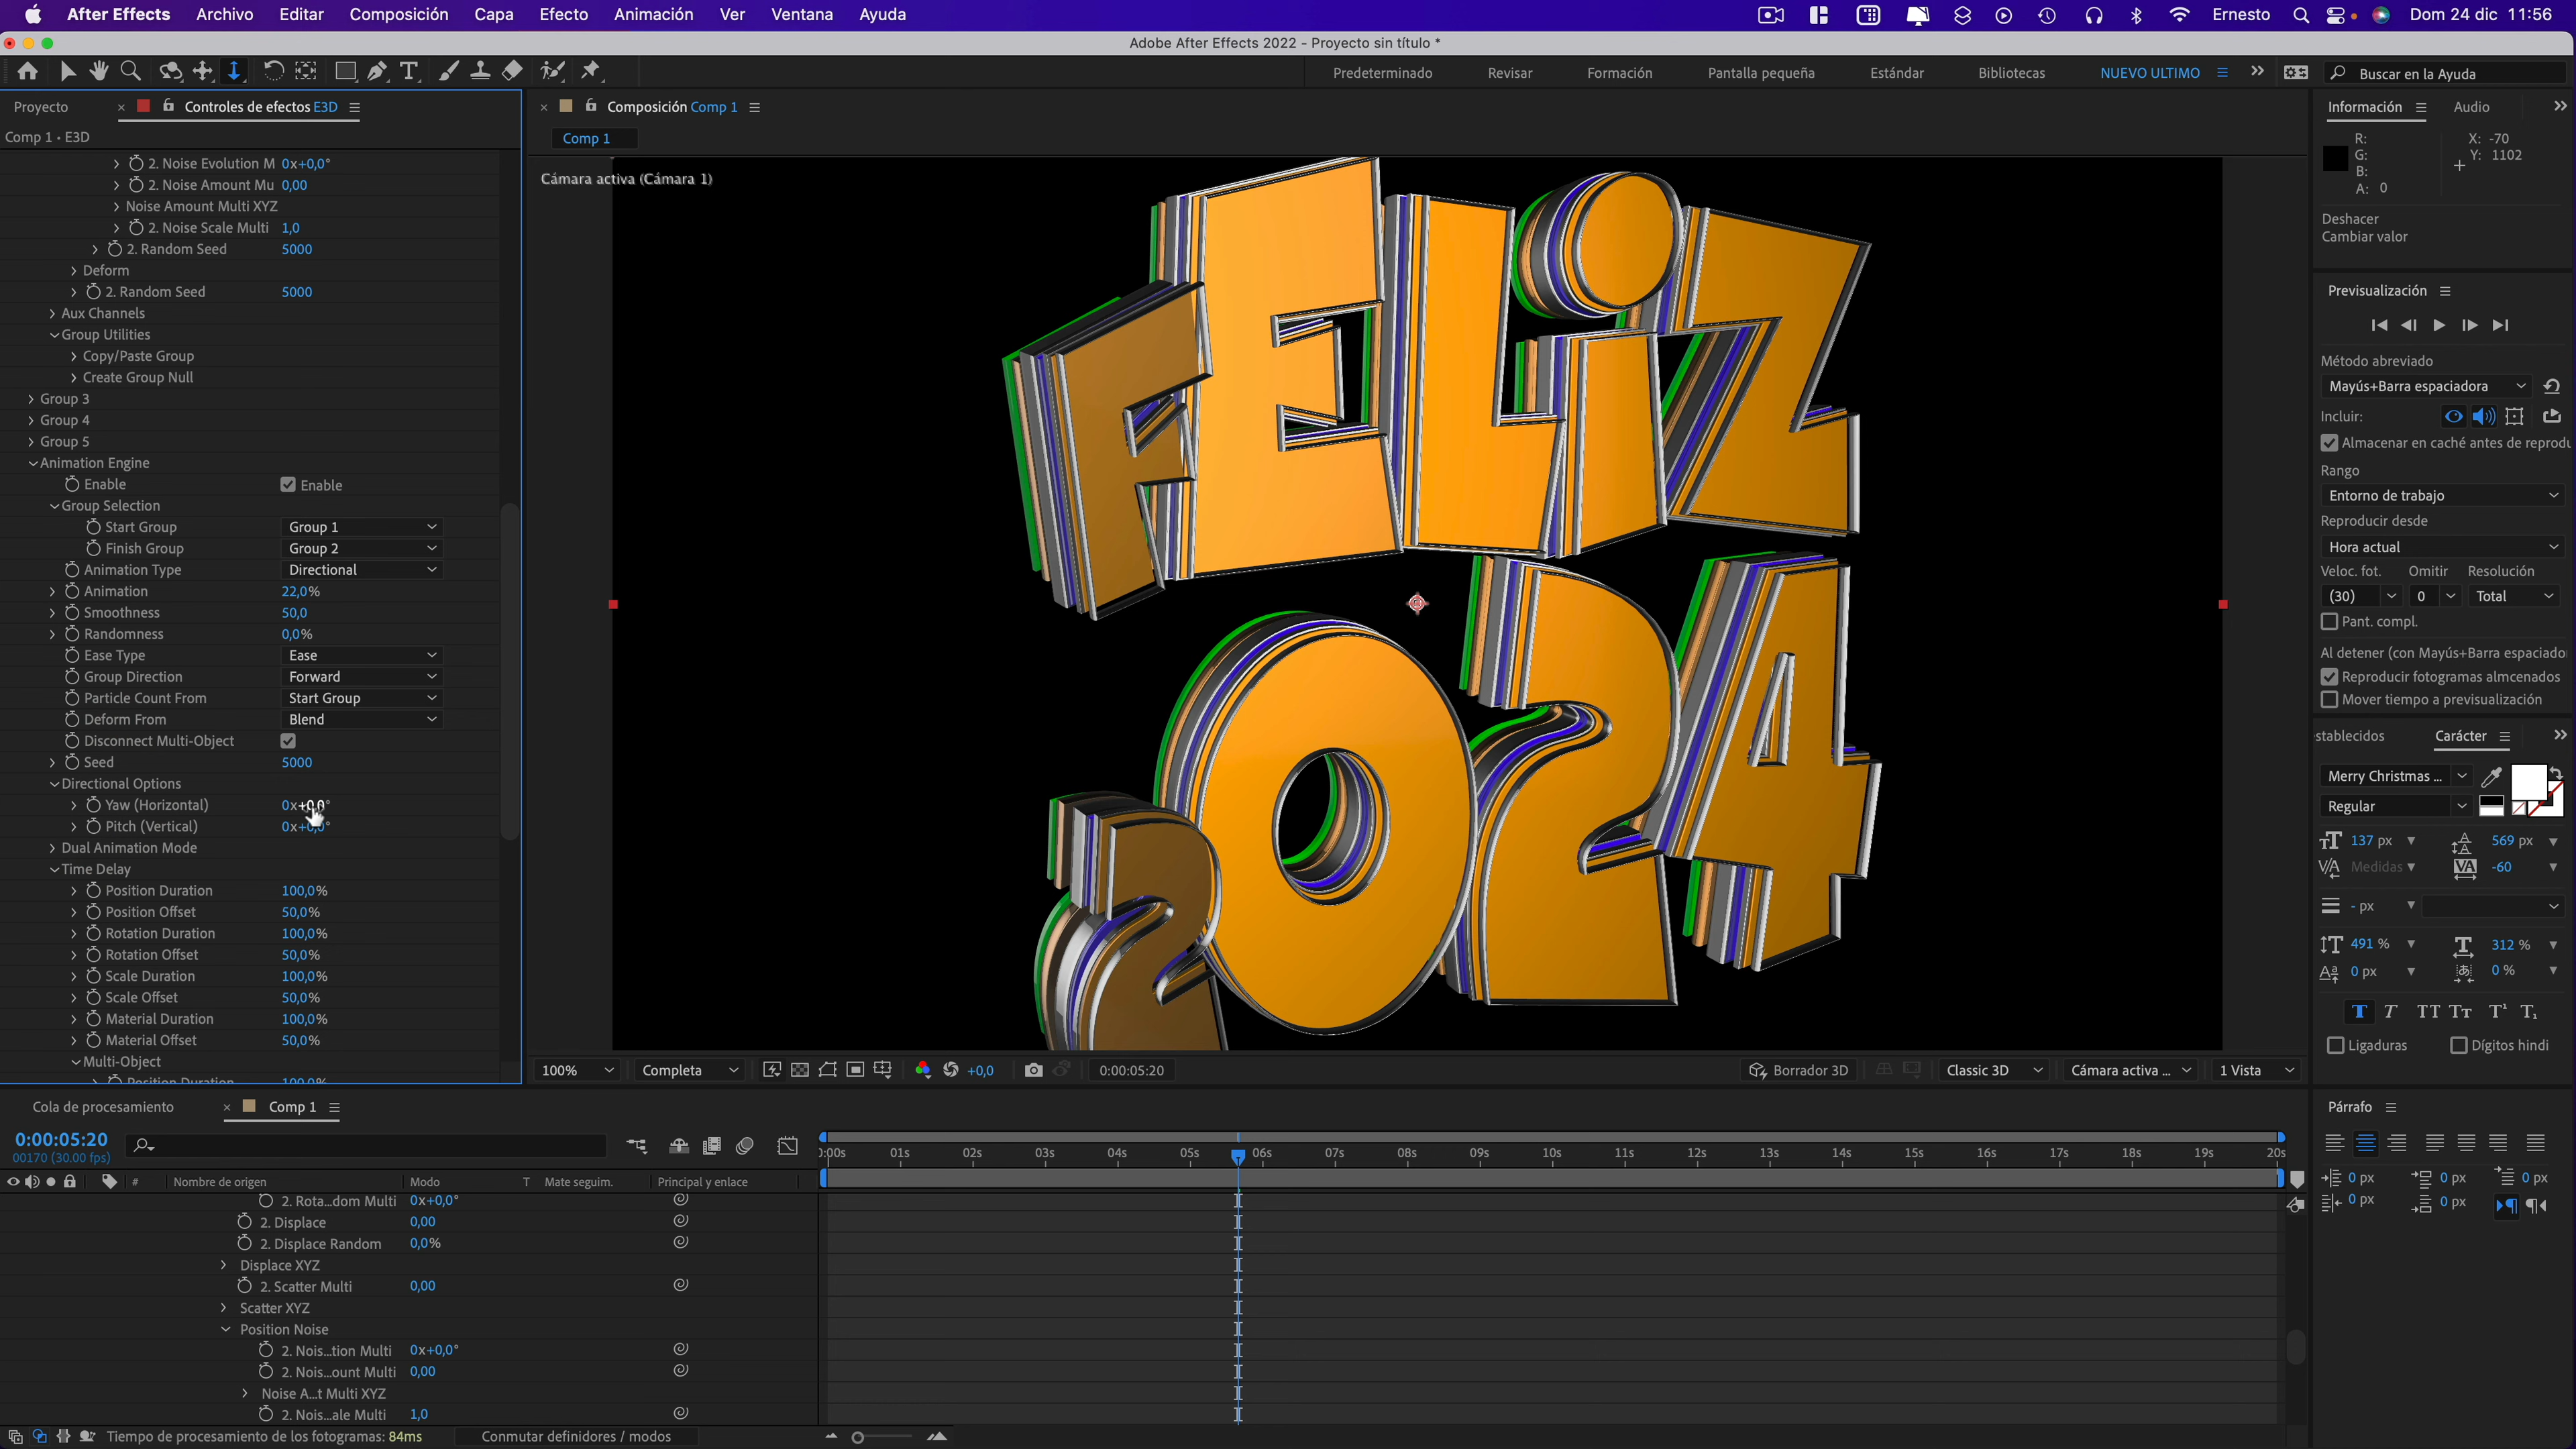 After Effects Archivo Editar Composición Capa Efecto Animación Ver Ventana Ayuda
Ernesto Dom 24 dic 11:56
Adobe After Effects 2022 - Proyecto sin título *
Predeterminado Revisar Formación Pantalla pequeña Estándar Bibliotecas NUEVO ULTIMO Buscar en la Ayuda
Proyecto Controles de efectos E3D
Comp 1 • E3D
2. Noise Evolution M 0x+0,0°
2. Noise Amount Mu 0,00
Noise Amount Multi XYZ
2. Noise Scale Multi 1,0
2. Random Seed 5000
Deform
2. Random Seed 5000
Aux Channels
Group Utilities
Copy/Paste Group
Create Group Null
Group 3
Group 4
Group 5
Animation Engine
Enable Enable
Group Selection
Start Group Group 1
Finish Group Group 2
Animation Type Directional
Animation 22,0%
Smoothness 50,0
Randomness 0,0%
Ease Type Ease
Group Direction Forward
Particle Count From Start Group
Deform From Blend
Disconnect Multi-Object
Seed 5000
Directional Options
Yaw (Horizontal) 0x+0,0°
Pitch (Vertical) 0x+0,0°
Dual Animation Mode
Time Delay
Position Duration 100,0%
Position Offset 50,0%
Rotation Duration 100,0%
Rotation Offset 50,0%
Scale Duration 100,0%
Scale Offset 50,0%
Material Duration 100,0%
Material Offset 50,0%
Multi-Object
Position Duration 100,0%
Composición Comp 1
Comp 1
Cámara activa (Cámara 1)
FELiZ
2024
100% Completa +0,0 0:00:05:20 Borrador 3D Classic 3D Cámara activa ... 1 Vista
Información Audio
R: X: -70
G: Y: 1102
B:
A: 0
Deshacer
Cambiar valor
Previsualización
Método abreviado
Mayús+Barra espaciadora
Incluir:
Almacenar en caché antes de reprodu
Rango
Entorno de trabajo
Reproducir desde
Hora actual
Veloc. fot. Omitir Resolución
(30) 0 Total
Pant. compl.
Al detener (con Mayús+Barra espaciado
Reproducir fotogramas almcenados
Mover tiempo a previsualización
stablecidos Carácter
Merry Christmas ...
Regular
137 px 569 px
Medidas -60
- px
491 % 312 %
0 px 0 %
T T TT Tт T¹ T₁
Ligaduras Dígitos hindi
Párrafo
0 px 0 px 0 px
0 px 0 px
Cola de procesamiento Comp 1
0:00:05:20
00170 (30.00 fps)
:00s 01s 02s 03s 04s 05s 06s 07s 08s 09s 10s 11s 12s 13s 14s 15s 16s 17s 18s 19s 20s
# Nombre de origen Modo T Mate seguim. Principal y enlace
2. Rota...dom Multi 0x+0,0°
2. Displace 0,00
2. Displace Random 0,0%
Displace XYZ
2. Scatter Multi 0,00
Scatter XYZ
Position Noise
2. Nois...tion Multi 0x+0,0°
2. Nois...ount Multi 0,00
Noise A...t Multi XYZ
2. Nois...ale Multi 1,0
Tiempo de procesamiento de los fotogramas: 84ms Conmutar definidores / modos